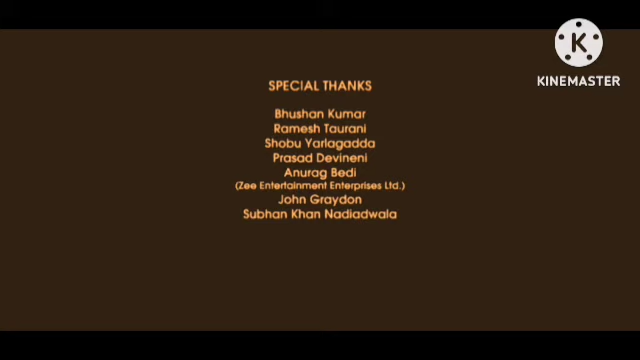 K
KINEMASTER
SPECIAL THANKS
Bhushan Kumar
Ramesh Taurani
Shobu Yarlagadda
Prasad Devineni
Anurag Bedi
(Zee Entertainment Enterprises Ltd.)
John Graydon
Subhan Khan Nadiadwala